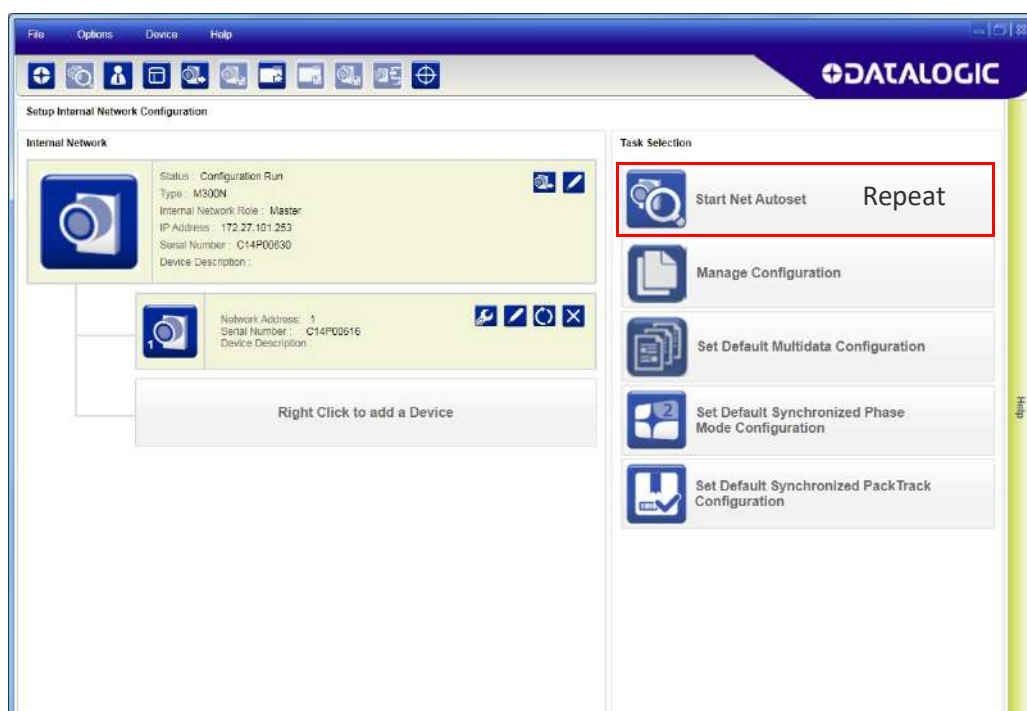 File Options Device Help
DATALOGIC
Setup Internal Network Configuration
Internal Network
Status : Configuration Run
Type : M300N
Internal Network Role : Master
IP Address : 172.27.101.253
Serial Number : C14P00630
Device Description :
1
Network Address: 1
Serial Number : C14P00616
Device Description :
Right Click to add a Device
Task Selection
Start Net Autoset Repeat
Manage Configuration
Set Default Multidata Configuration
2
Set Default Synchronized Phase
Mode Configuration
Set Default Synchronized PackTrack
Configuration
Help